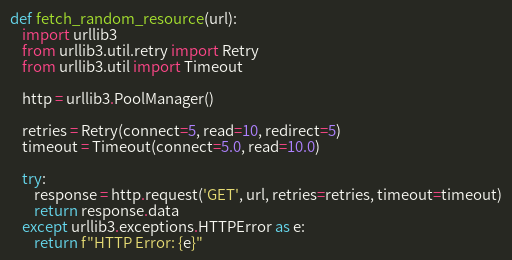 def fetch_random_resource(url):
    import urllib3
    from urllib3.util.retry import Retry
    from urllib3.util import Timeout

    http = urllib3.PoolManager()

    retries = Retry(connect=5, read=10, redirect=5)
    timeout = Timeout(connect=5.0, read=10.0)

    try:
        response = http.request('GET', url, retries=retries, timeout=timeout)
        return response.data
    except urllib3.exceptions.HTTPError as e:
        return f"HTTP Error: {e}"